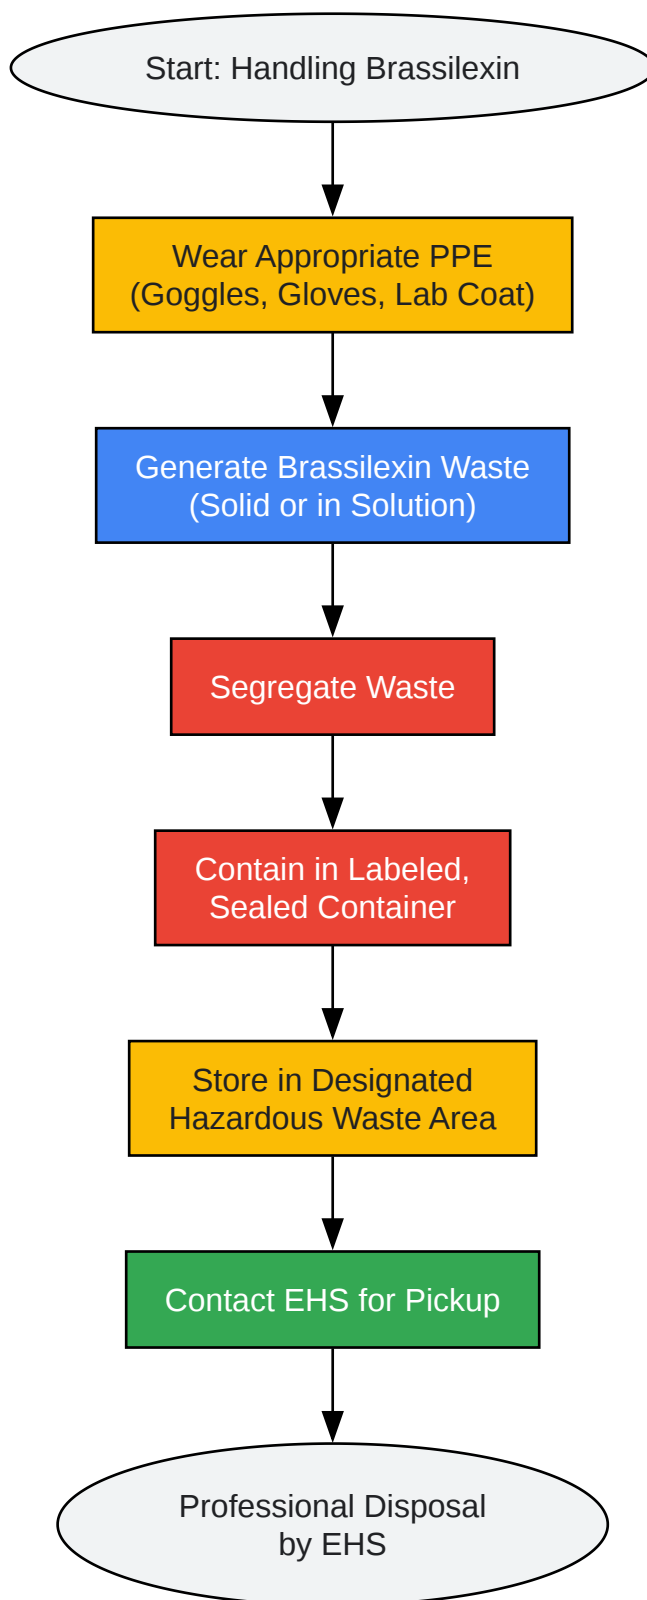 Start: Handling Brassilexin
Wear Appropriate PPE
(Goggles, Gloves, Lab Coat)
Generate Brassilexin Waste
(Solid or in Solution)
Segregate Waste
Contain in Labeled,
Sealed Container
Store in Designated
Hazardous Waste Area
Contact EHS for Pickup
Professional Disposal
by EHS